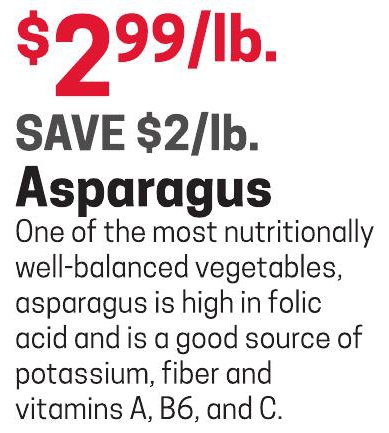 $2.99/lb.
SAVE $2/lb.
Asparagus
One of the most nutritionally
well-balanced vegetables,
asparagus is high in folic
acid and is a good source of
potassium, fiber and
vitamins A, B6, and C.